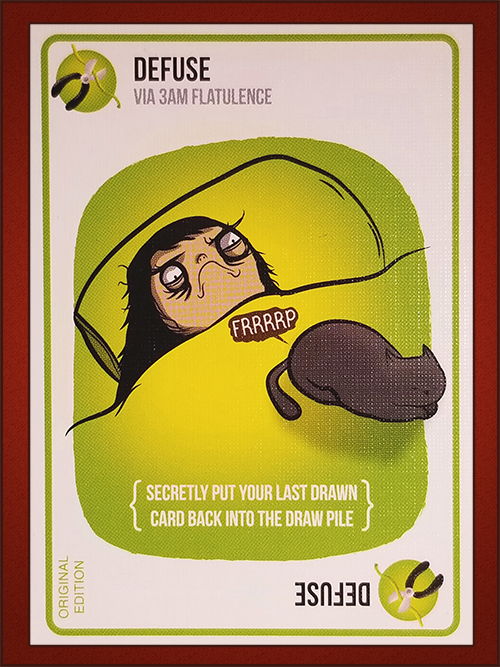 DEFUSE
VIA 3AM FLATULENCE
FRRRRP
SECRETLY PUT YOUR LAST DRAWN
CARD BACK INTO THE DRAW PILE
ORIGINAL
EDITION
DEFUSE